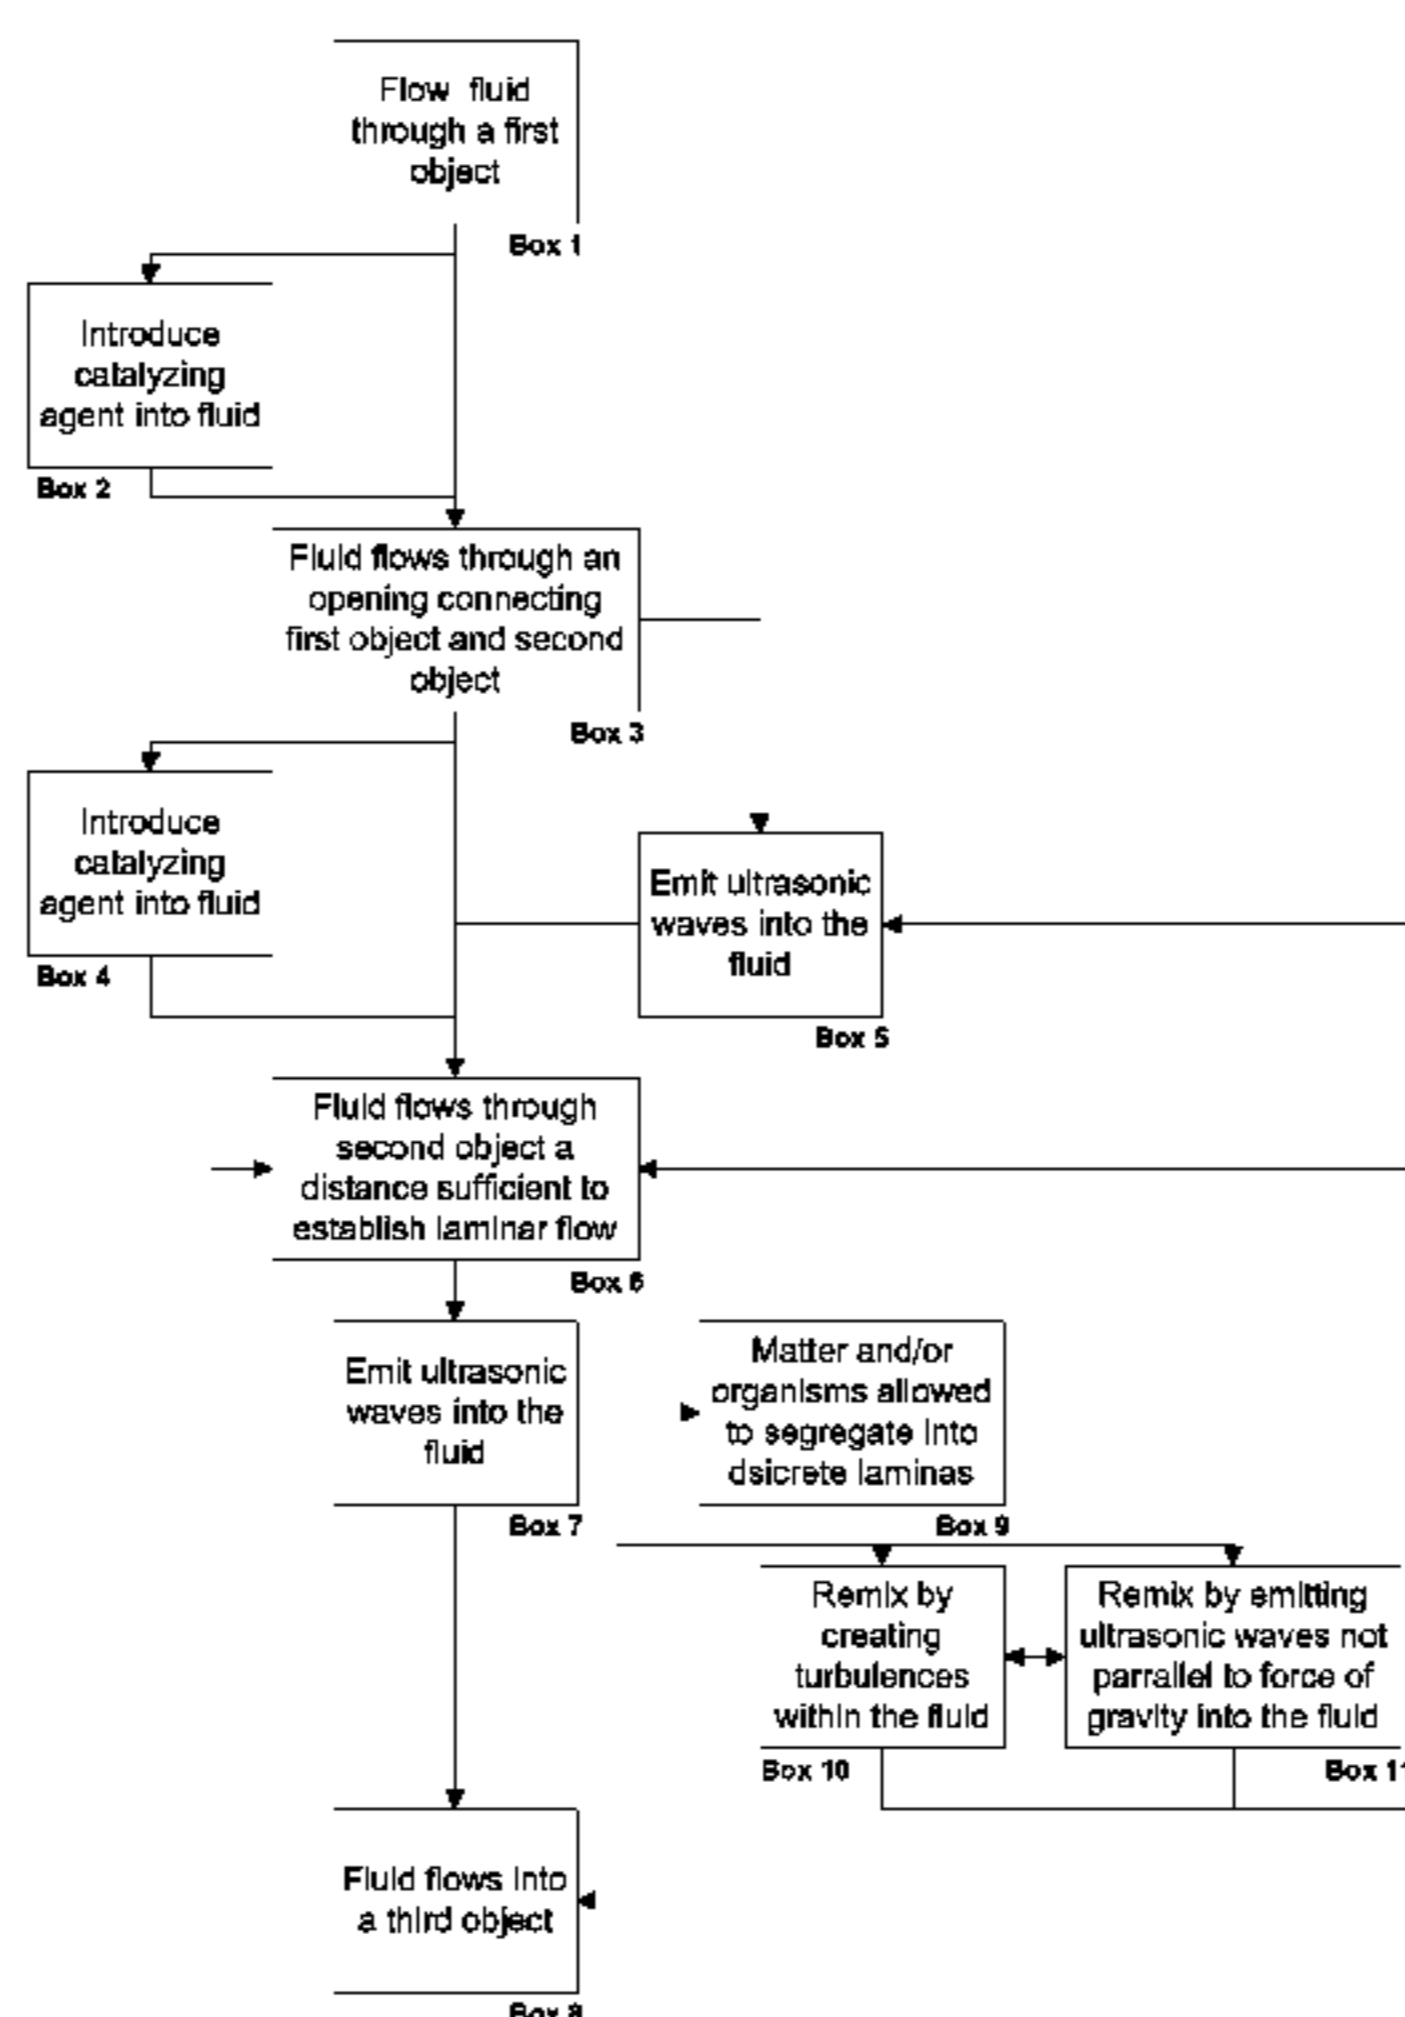 Flow fluid
through a first
object
Box 1
Introduce
catalyzing
agent into fluid
Box 2
Fluid flows through an
opening connecting
first object and second
object
Box 3
Introduce
catalyzing
agent into fluid
Box 4
Emit ultrasonic
waves into the
fluid
Box 5
Fluid flows through
second object a
distance sufficient to
establish laminar flow
Box 6
Emit ultrasonic
waves into the
fluid
Box 7
Matter and/or
organisms allowed
to segregate into
dsicrete laminas
Box 9
Remix by
creating
turbulences
within the fluid
Box 10
Remix by emitting
ultrasonic waves not
parrallel to force of
gravity into the fluid
Box 11
Fluid flows into
a third object
Box 8